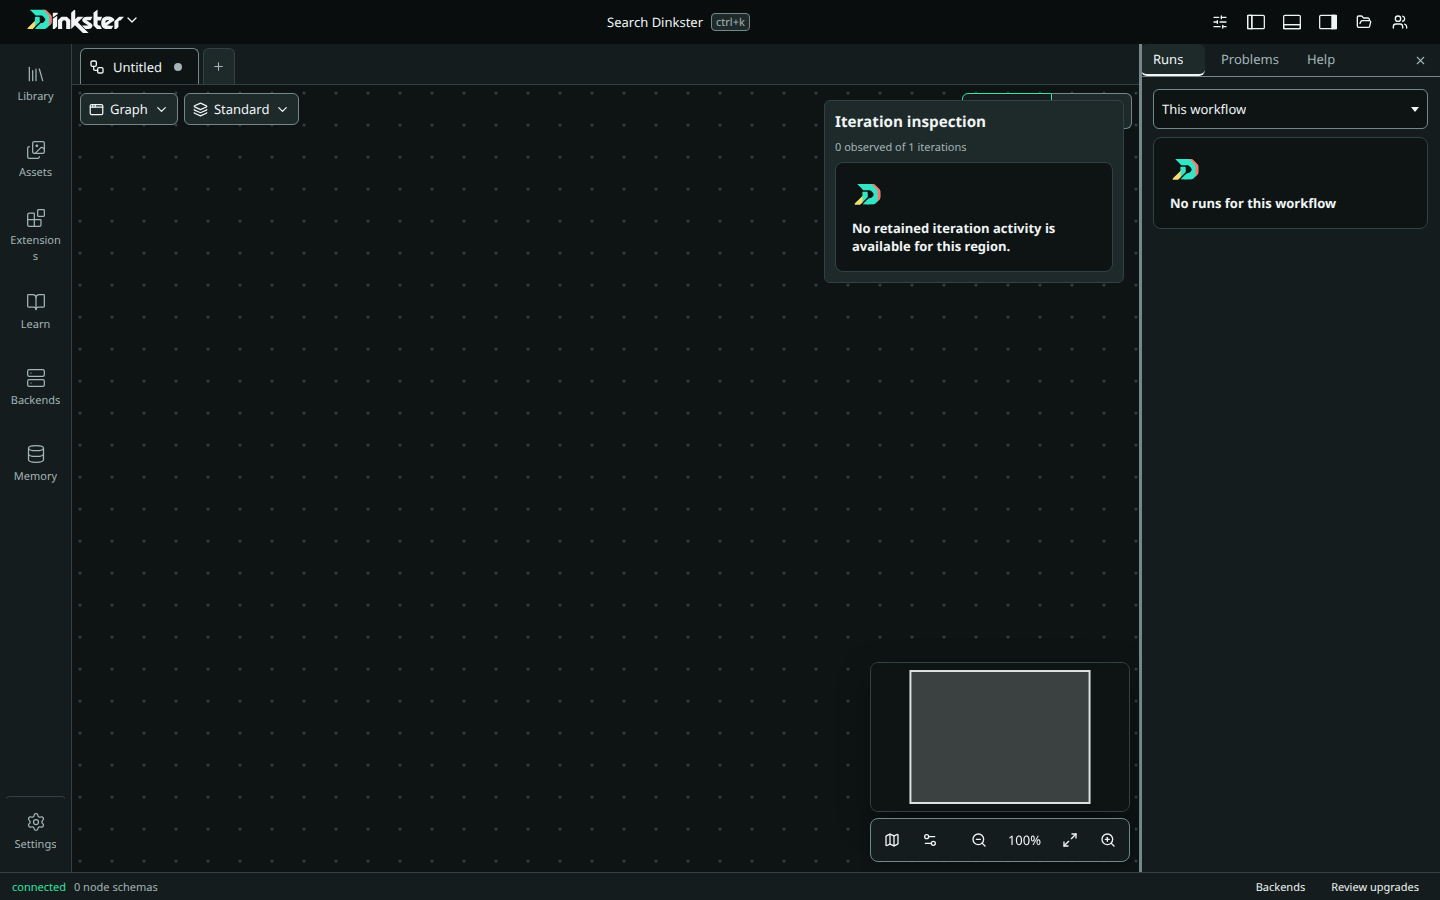 Dinkster
Search Dinkster ctrl+k
Library
Assets
Extension
s
Learn
Backends
Memory
Settings
Untitled
Graph
Standard
Iteration inspection
0 observed of 1 iterations
No retained iteration activity is
available for this region.
100%
Runs Problems Help
This workflow
No runs for this workflow
connected 0 node schemas
Backends Review upgrades